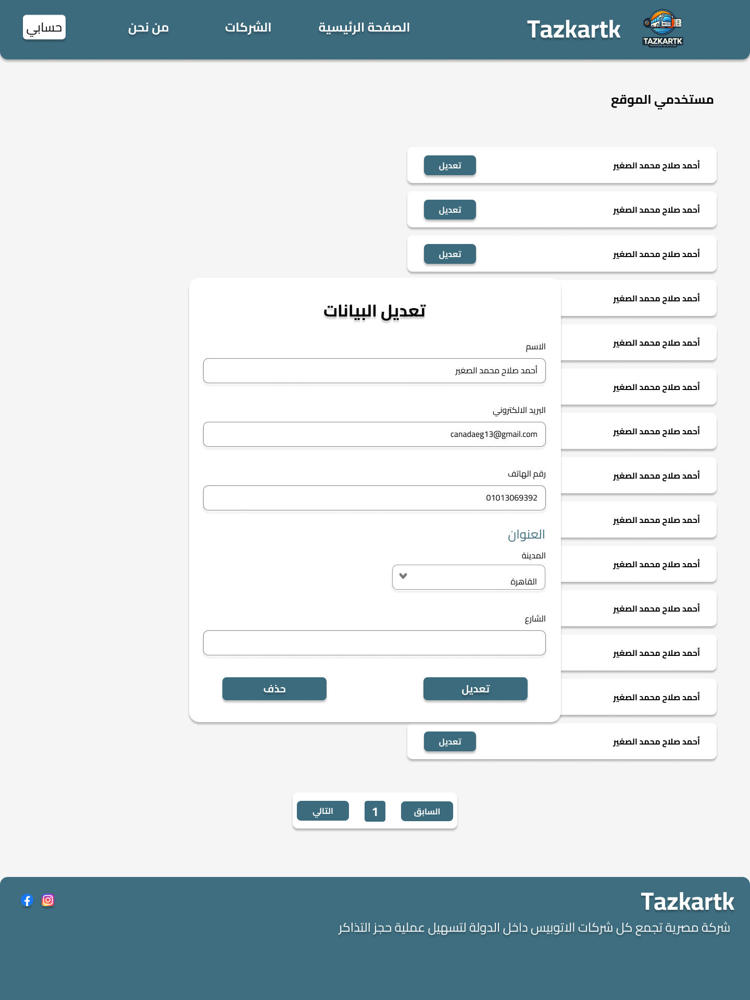 TAZKARTK
TRANSPORTION BOOKING
Tazkartk
الصفحة الرئيسية
الشركات
من نحن
حسابي
مستخدمي الموقع
أحمد صلاح محمد الصغير
تعديل
أحمد صلاح محمد الصغير
تعديل
أحمد صلاح محمد الصغير
تعديل
أحمد صلاح محمد الصغير
أحمد صلاح محمد الصغير
أحمد صلاح محمد الصغير
أحمد صلاح محمد الصغير
أحمد صلاح محمد الصغير
أحمد صلاح محمد الصغير
أحمد صلاح محمد الصغير
أحمد صلاح محمد الصغير
أحمد صلاح محمد الصغير
أحمد صلاح محمد الصغير
أحمد صلاح محمد الصغير
تعديل
تعديل البيانات
الاسم
أحمد صلاح محمد الصغير
البريد الالكتروني
canadaeg13@gmail.com
رقم الهاتف
01013069392
العنوان
المدينة
القاهرة
الشارع
تعديل
حذف
السابق
1
التالي
Tazkartk
شركة مصرية تجمع كل شركات الاتوبيس داخل الدولة لتسهيل عملية حجز التذاكر